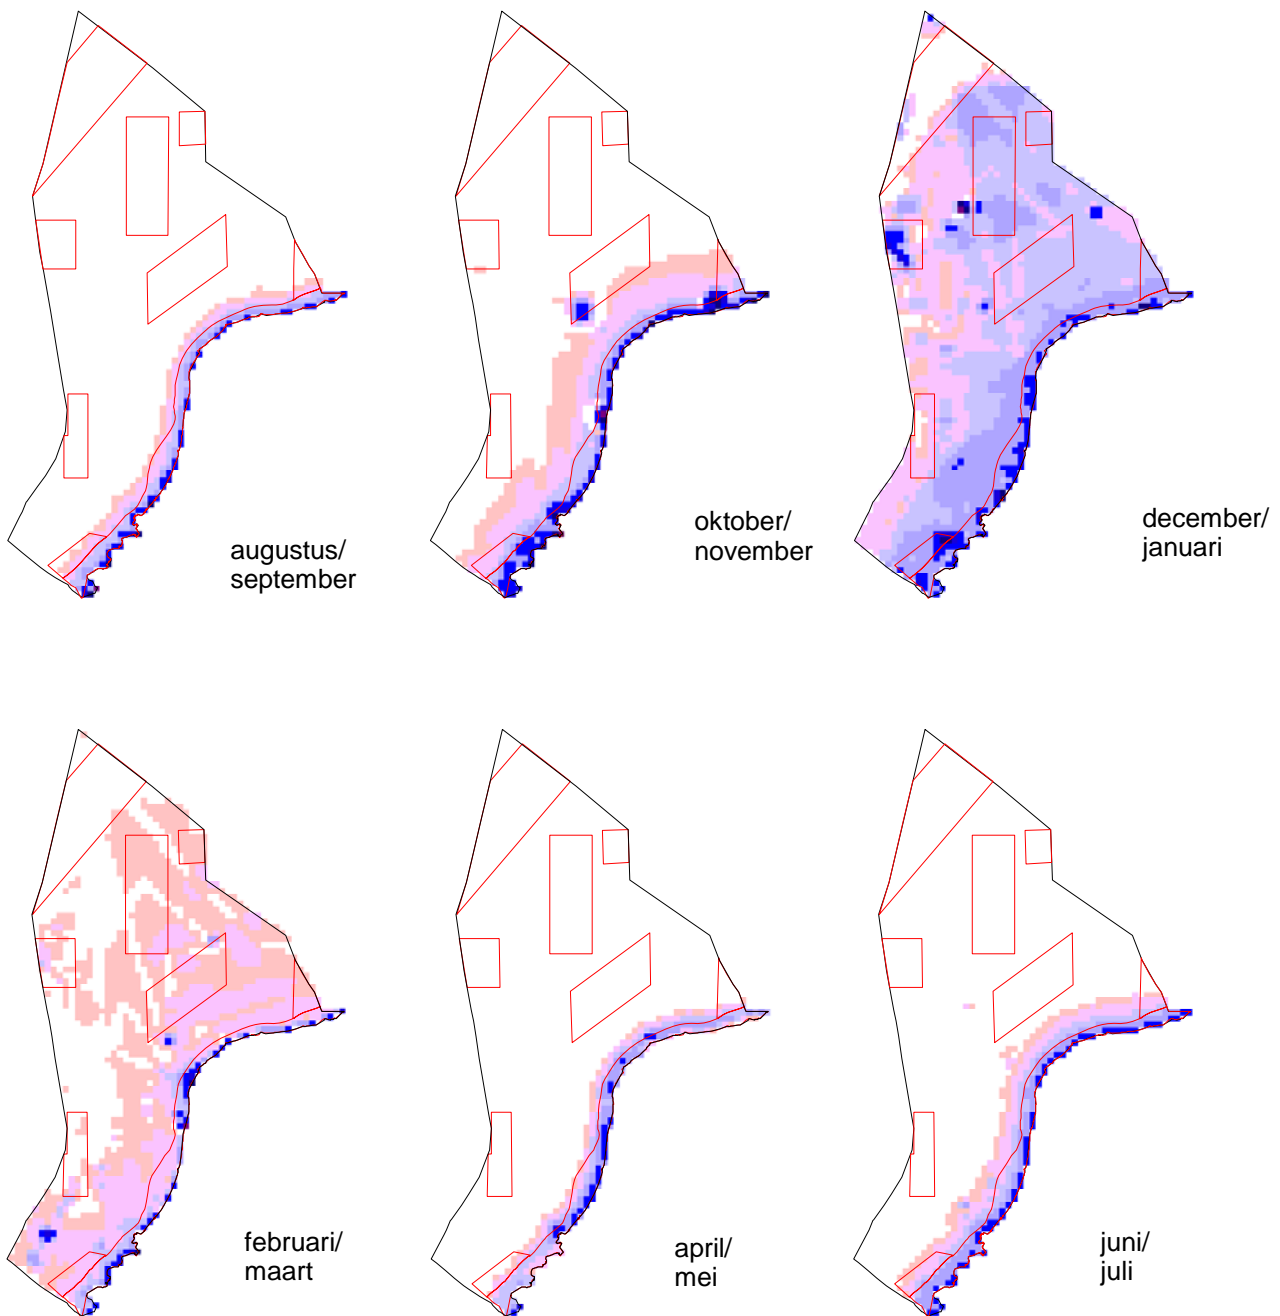 augustus/
september
oktober/
november
december/
januari
februari/
maart
april/
mei
juni/
juli